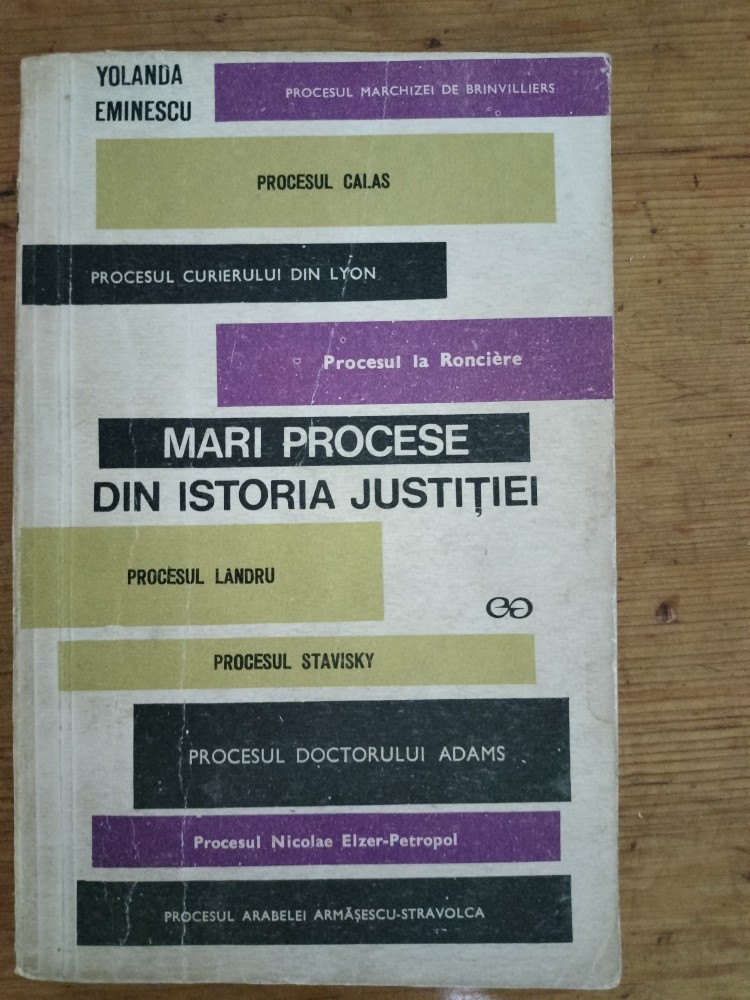 YOLANDA
EMINESCU
PROCESUL MARCHIZEI DE BRINVILLIERS
PROCESUL CALAS
PROCESUL CURIERULUI DIN LYON
Procesul la Roncière
MARI PROCESE
DIN ISTORIA JUSTIȚIEI
PROCESUL LANDRU
PROCESUL STAVISKY
PROCESUL DOCTORULUI ADAMS
Procesul Nicolae Elzer-Petropol
PROCESUL ARABELEI ARMĂȘESCU-STRAVOLCA